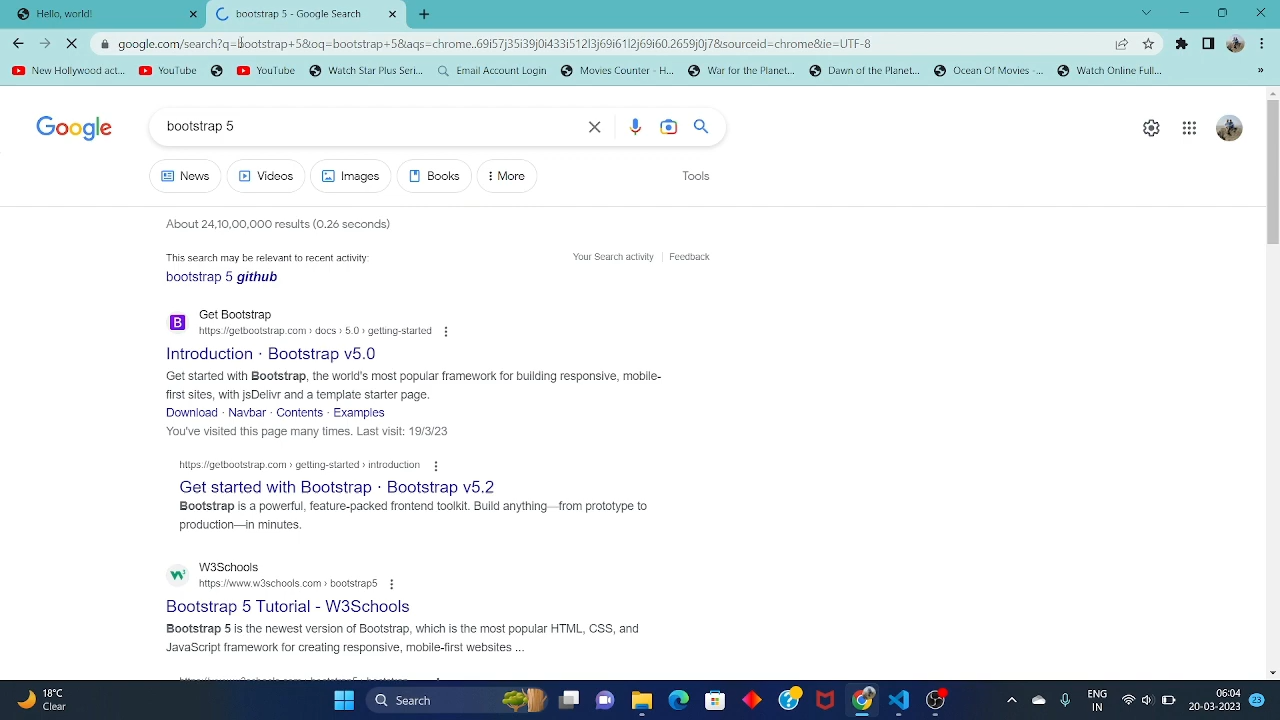 Hello, world!
bootstrap 5 - Google Search
google.com/search?q=bootstrap+5&oq=bootstrap+5&aqs=chrome..69i57j35i39j0i433i512l3j69i61l2j69i60.2659j0j7&sourceid=chrome&ie=UTF-8
New Hollywood act... YouTube YouTube Watch Star Plus Seri... Email Account Login Movies Counter - H... War for the Planet... Dawn of the Planet... Ocean Of Movies -... Watch Online Full... »
Google
bootstrap 5
News Videos Images Books More Tools
About 24,10,00,000 results (0.26 seconds)
This search may be relevant to recent activity: Your Search activity Feedback
bootstrap 5 github
B
Get Bootstrap
https://getbootstrap.com › docs › 5.0 › getting-started
Introduction · Bootstrap v5.0
Get started with Bootstrap, the world's most popular framework for building responsive, mobile-
first sites, with jsDelivr and a template starter page.
Download · Navbar · Contents · Examples
You've visited this page many times. Last visit: 19/3/23
https://getbootstrap.com › getting-started › introduction
Get started with Bootstrap · Bootstrap v5.2
Bootstrap is a powerful, feature-packed frontend toolkit. Build anything—from prototype to
production—in minutes.
W3Schools
https://www.w3schools.com › bootstrap5
Bootstrap 5 Tutorial - W3Schools
Bootstrap 5 is the newest version of Bootstrap, which is the most popular HTML, CSS, and
JavaScript framework for creating responsive, mobile-first websites ...
18°C
Clear
Search
ENG
IN
06:04
20-03-2023
23